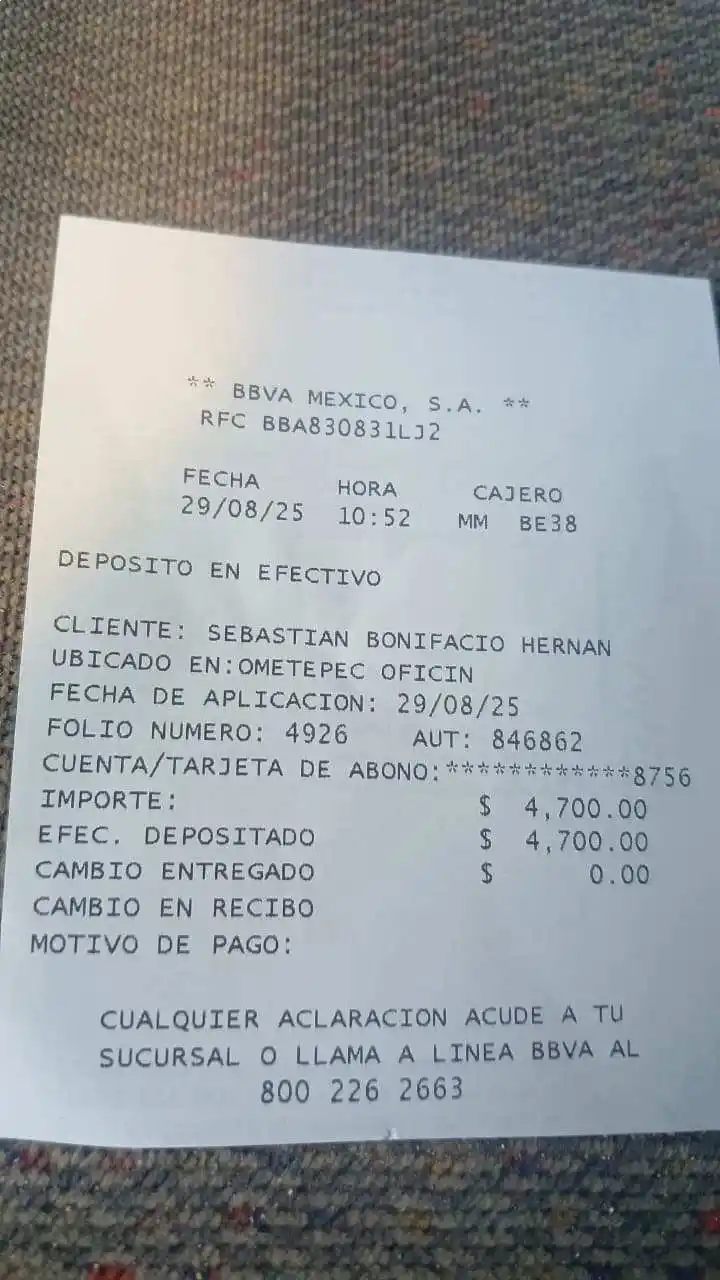 ** BBVA MEXICO, S.A. **
RFC BBA830831LJ2
FECHA HORA CAJERO
29/08/25 10:52 MM BE38
DEPOSITO EN EFECTIVO
CLIENTE: SEBASTIAN BONIFACIO HERNAN
UBICADO EN:OMETEPEC OFICIN
FECHA DE APLICACION: 29/08/25
FOLIO NUMERO: 4926 AUT: 846862
CUENTA/TARJETA DE ABONO:************8756
IMPORTE: $ 4,700.00
EFEC. DEPOSITADO $ 4,700.00
CAMBIO ENTREGADO $ 0.00
CAMBIO EN RECIBO
MOTIVO DE PAGO:
CUALQUIER ACLARACION ACUDE A TU
SUCURSAL O LLAMA A LINEA BBVA AL
800 226 2663